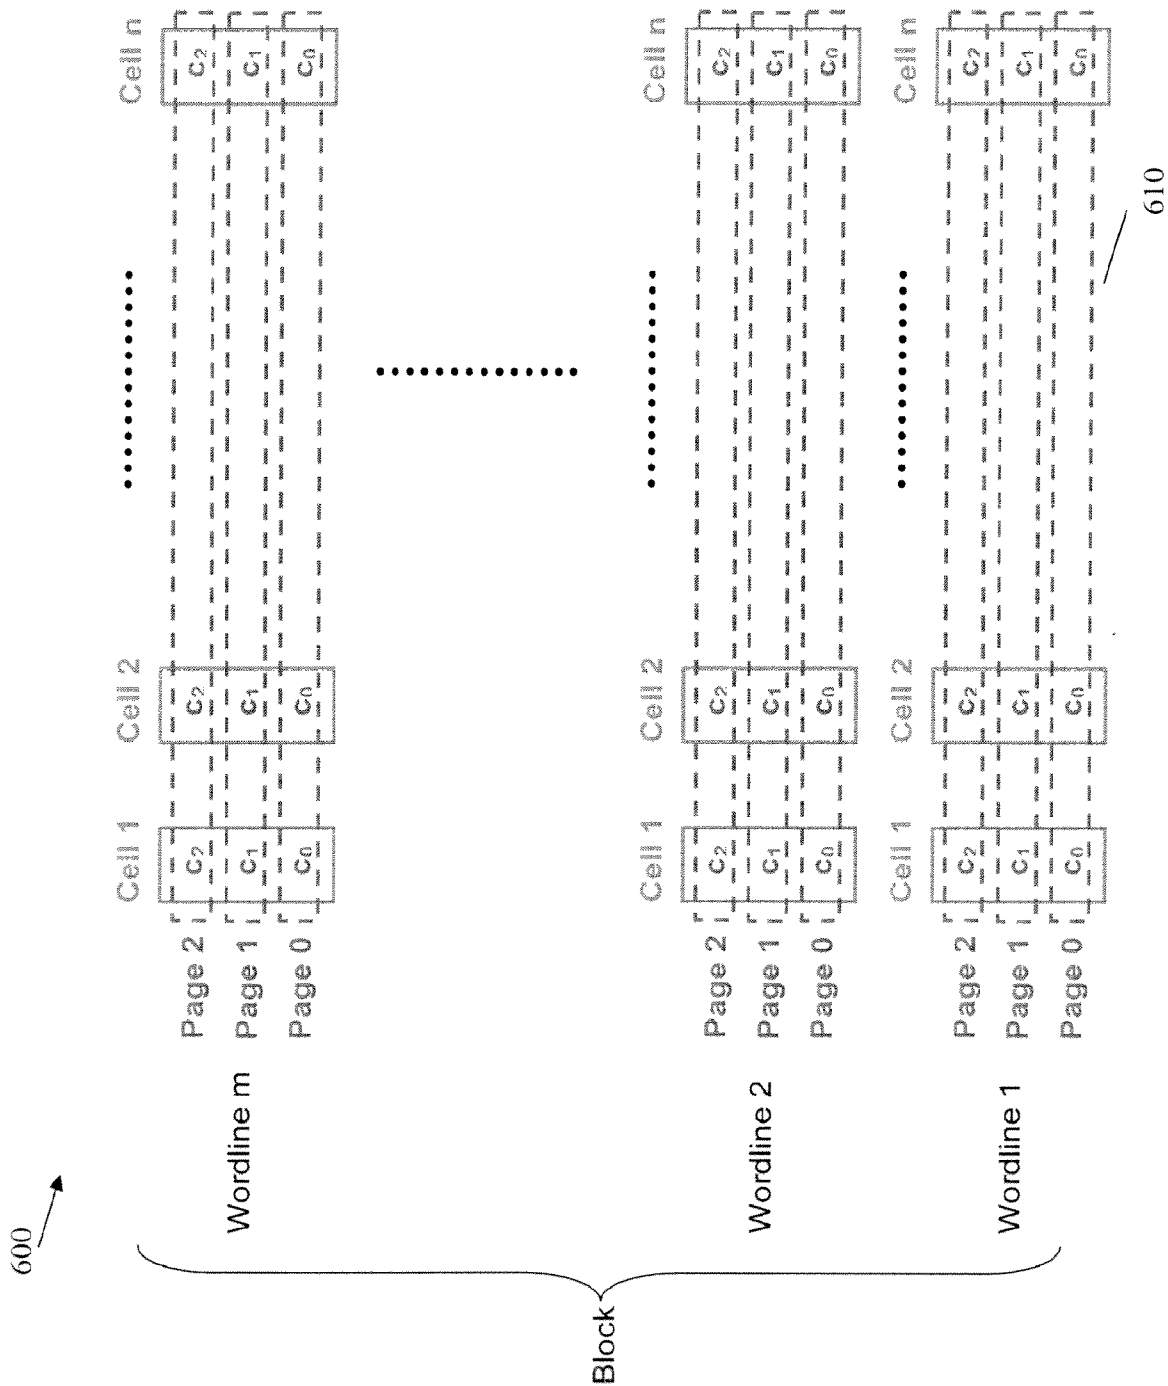 600
Block
Wordline m
Cell 1 Cell 2 Cell n
Page 2 c2 c2 c2
Page 1 c1 c1 c1
Page 0 c0 c0 c0
Wordline 2
Cell 1 Cell 2 Cell n
Page 2 c2 c2 c2
Page 1 c1 c1 c1
Page 0 c0 c0 c0
Wordline 1
Cell 1 Cell 2 Cell n
Page 2 c2 c2 c2
Page 1 c1 c1 c1
Page 0 c0 c0 c0
610